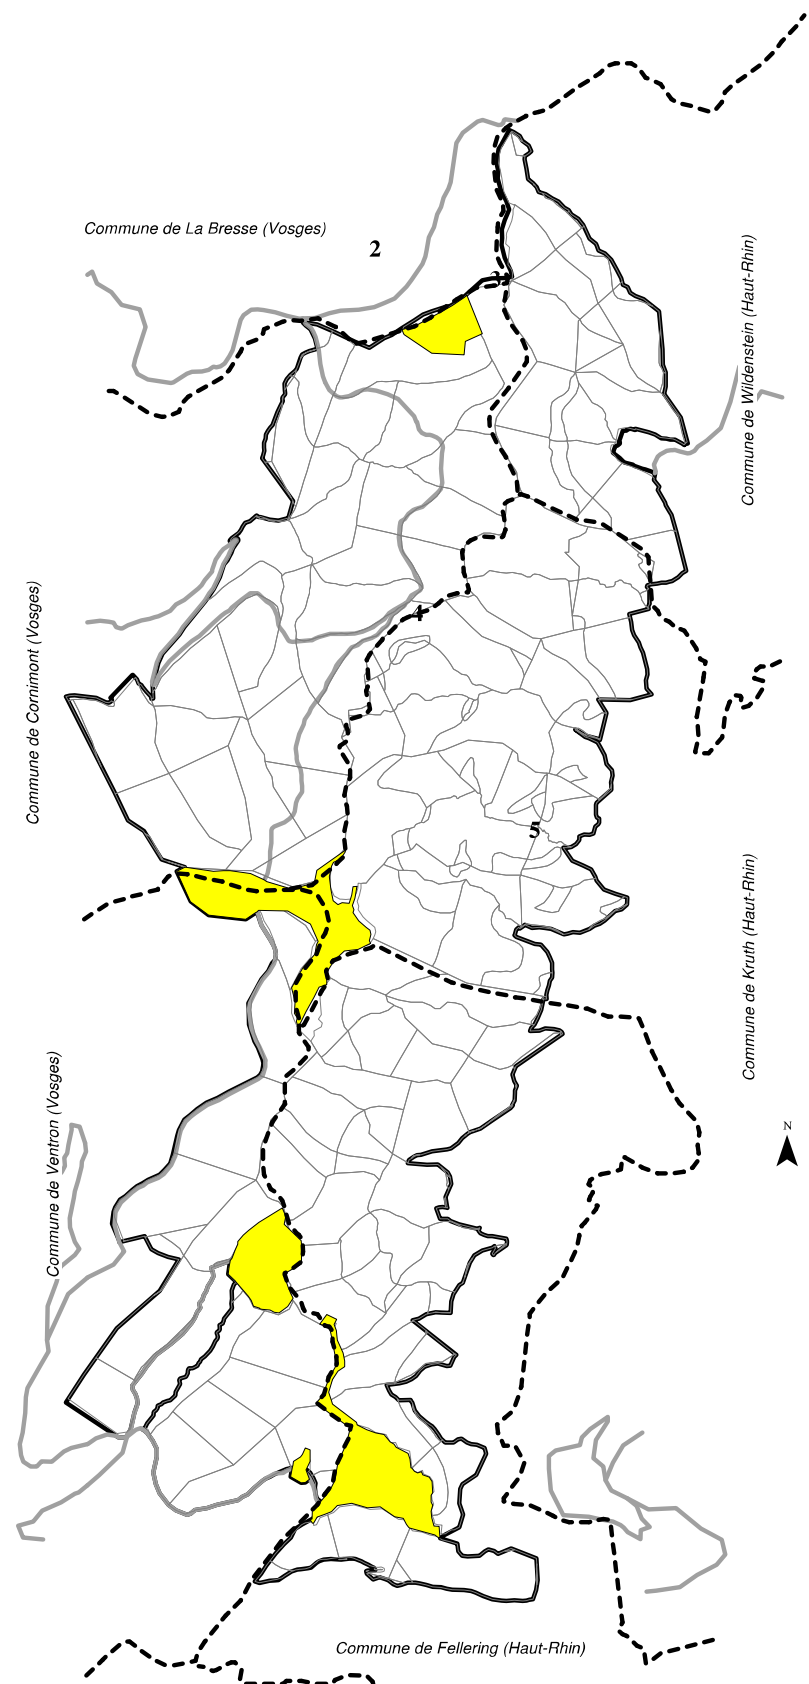 Commune de La Bresse (Vosges)
2
Commune de Wildenstein (Haut-Rhin)
3
Commune de Cornimont (Vosges)
4
5
Commune de Kruth (Haut-Rhin)
Commune de Ventron (Vosges)
N
Commune de Fellering (Haut-Rhin)